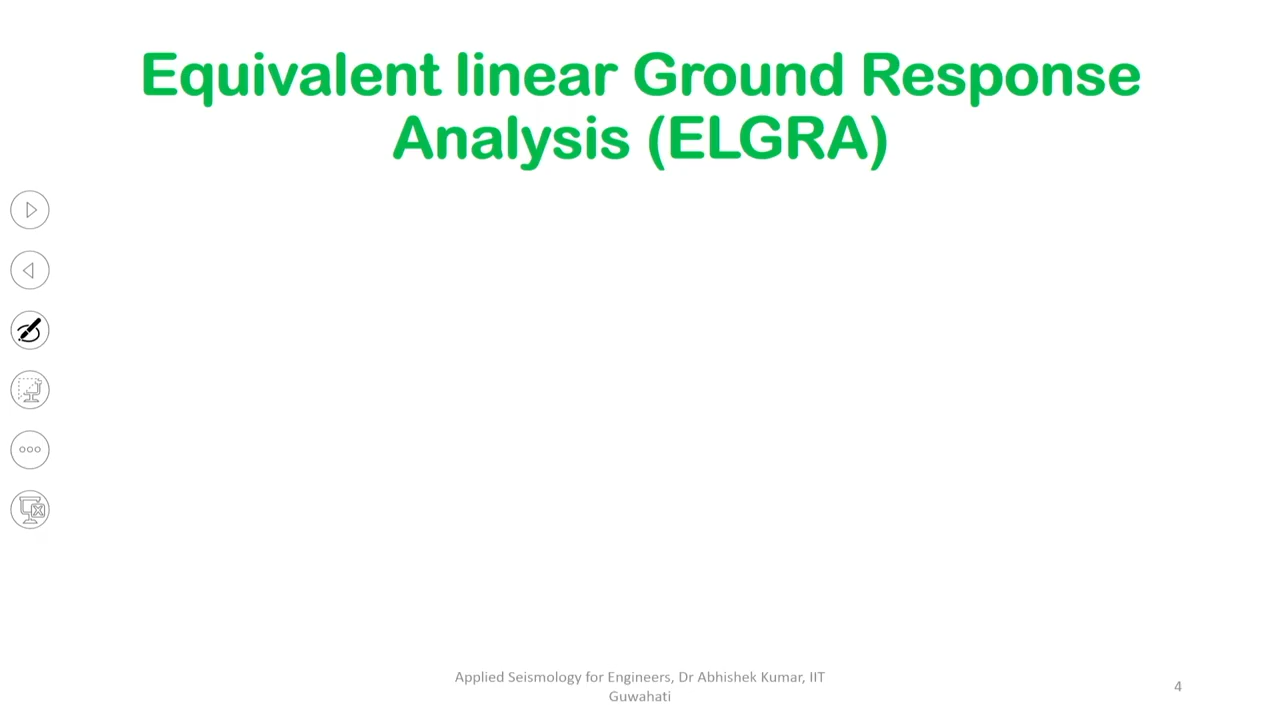 Equivalent linear Ground Response
Analysis (ELGRA)
Applied Seismology for Engineers, Dr Abhishek Kumar, IIT
Guwahati
4